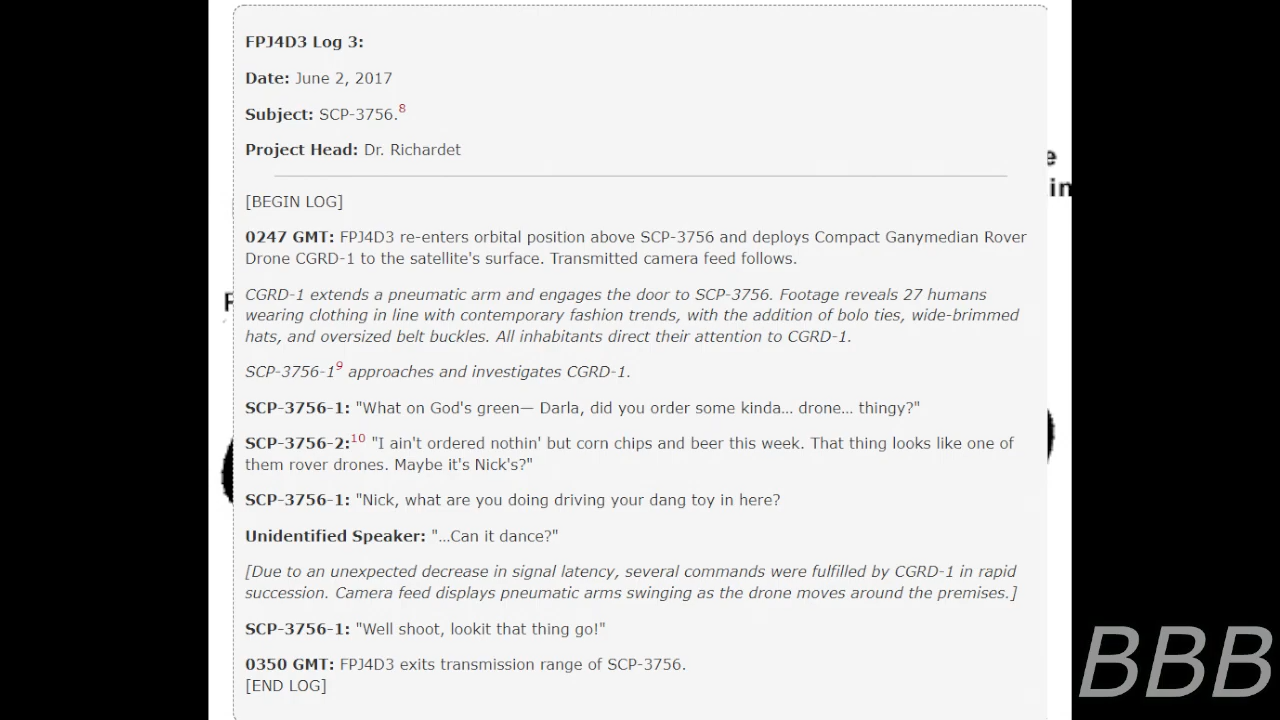 FPJ4D3 Log 3:
Date: June 2, 2017
Subject: SCP-3756.8
Project Head: Dr. Richardet
[BEGIN LOG]
0247 GMT: FPJ4D3 re-enters orbital position above SCP-3756 and deploys Compact Ganymedian Rover
Drone CGRD-1 to the satellite's surface. Transmitted camera feed follows.
CGRD-1 extends a pneumatic arm and engages the door to SCP-3756. Footage reveals 27 humans
wearing clothing in line with contemporary fashion trends, with the addition of bolo ties, wide-brimmed
hats, and oversized belt buckles. All inhabitants direct their attention to CGRD-1.
SCP-3756-19 approaches and investigates CGRD-1.
SCP-3756-1: "What on God's green— Darla, did you order some kinda… drone… thingy?"
SCP-3756-2:10 "I ain't ordered nothin' but corn chips and beer this week. That thing looks like one of
them rover drones. Maybe it's Nick's?"
SCP-3756-1: "Nick, what are you doing driving your dang toy in here?
Unidentified Speaker: "…Can it dance?"
[Due to an unexpected decrease in signal latency, several commands were fulfilled by CGRD-1 in rapid
succession. Camera feed displays pneumatic arms swinging as the drone moves around the premises.]
SCP-3756-1: "Well shoot, lookit that thing go!"
0350 GMT: FPJ4D3 exits transmission range of SCP-3756.
[END LOG]
BBB